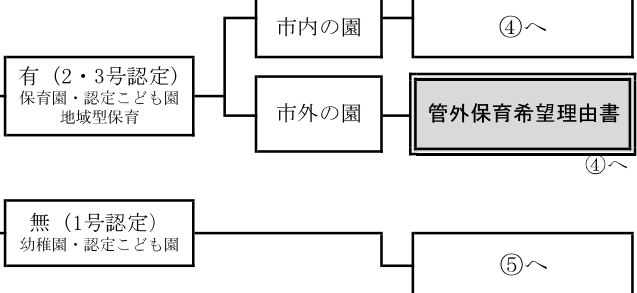 市内の園
④へ
有（2・3号認定）
保育園・認定こども園
地域型保育
市外の園
管外保育希望理由書
④へ
無（1号認定）
幼稚園・認定こども園
⑤へ